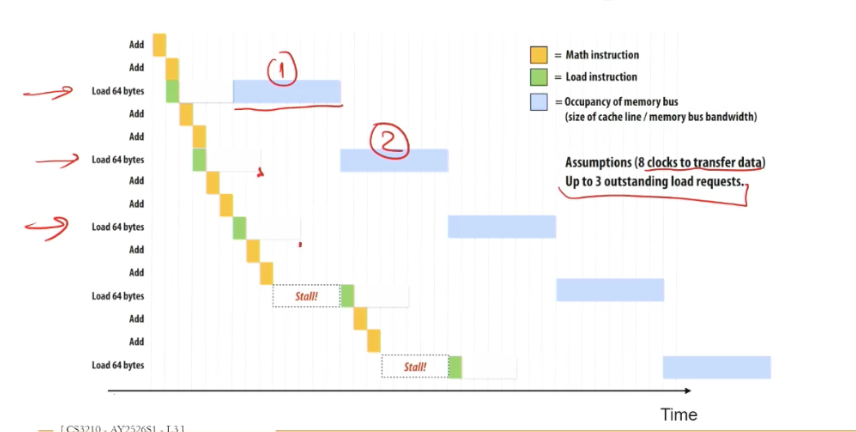 Add
Add
Load 64 bytes
Add
Add
Load 64 bytes
Add
Add
Load 64 bytes
Add
Add
Load 64 bytes
Add
Add
Load 64 bytes
1
2
Stall!
Stall!
= Math instruction
= Load instruction
= Occupancy of memory bus
(size of cache line / memory bus bandwidth)
Assumptions (8 clocks to transfer data)
Up to 3 outstanding load requests.
Time
[ CS3210 - AY2526S1 - L3 ]